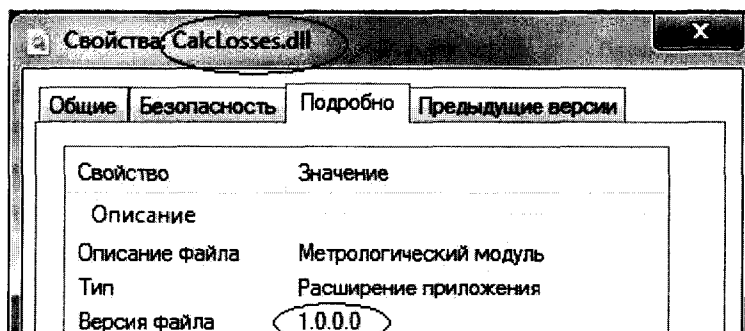 Свойства: CalcLosses.dll
X
Общие Безопасность Подробно Предыдущие версии
Свойство Значение
Описание
Описание файла Метрологический модуль
Тип Расширение приложения
Версия файла 1.0.0.0